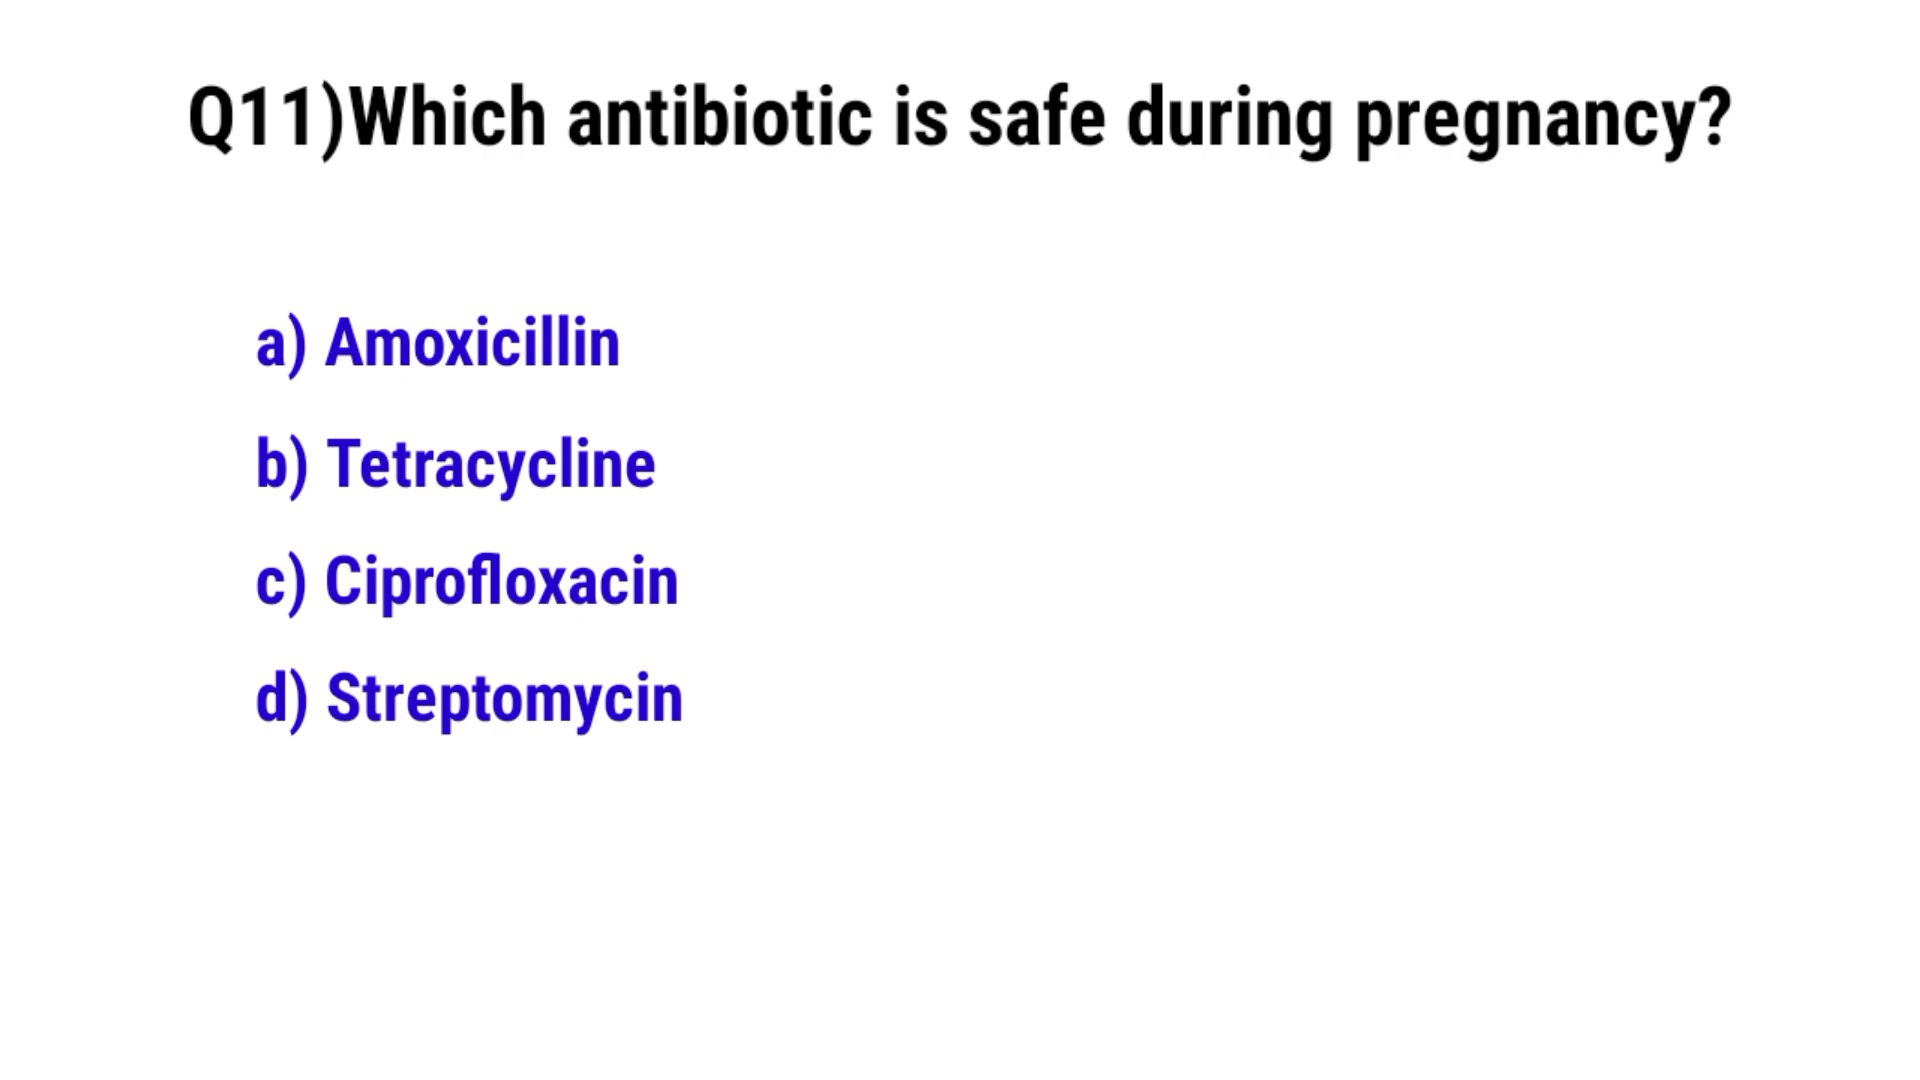 Q11)Which antibiotic is safe during pregnancy?
a) Amoxicillin
b) Tetracycline
c) Ciprofloxacin
d) Streptomycin